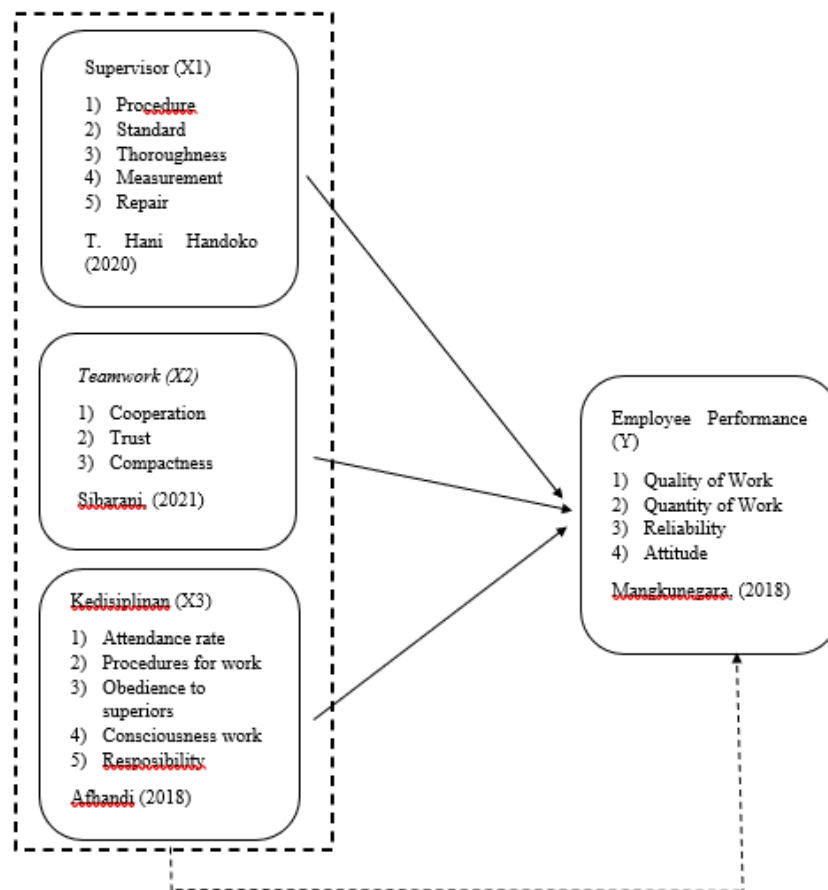 Supervisor (X1)
1) Procedure
2) Standard
3) Thoroughness
4) Measurement
5) Repair
T. Hani Handoko
(2020)
Teamwork (X2)
1) Cooperation
2) Trust
3) Compactness
Sibarani, (2021)
Kedisiplinan (X3)
1) Attendance rate
2) Procedures for work
3) Obedience to
superiors
4) Consciousness work
5) Resposibility
Afhandi (2018)
Employee Performance
(Y)
1) Quality of Work
2) Quantity of Work
3) Reliability
4) Attitude
Mangkunegara, (2018)